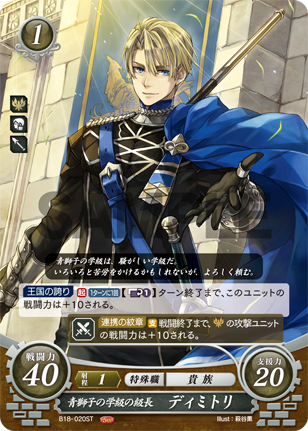 1
青獅子の学級は、騒がしい学級だ。
いろいろと苦労をかけるかもしれないが、よろしく頼む。
王国の誇り 起 1ターンに1回 【 1】ターン終了まで、このユニット
の戦闘力は+10される。
連携の紋章 支 戦闘終了まで、 の攻撃ユニット
の戦闘力は+10される。
戦闘力
40
射程 1 特殊職 貴族
支援力
20
青獅子の学級の級長 ディミトリ
B18-020ST
Illust：萩谷薫